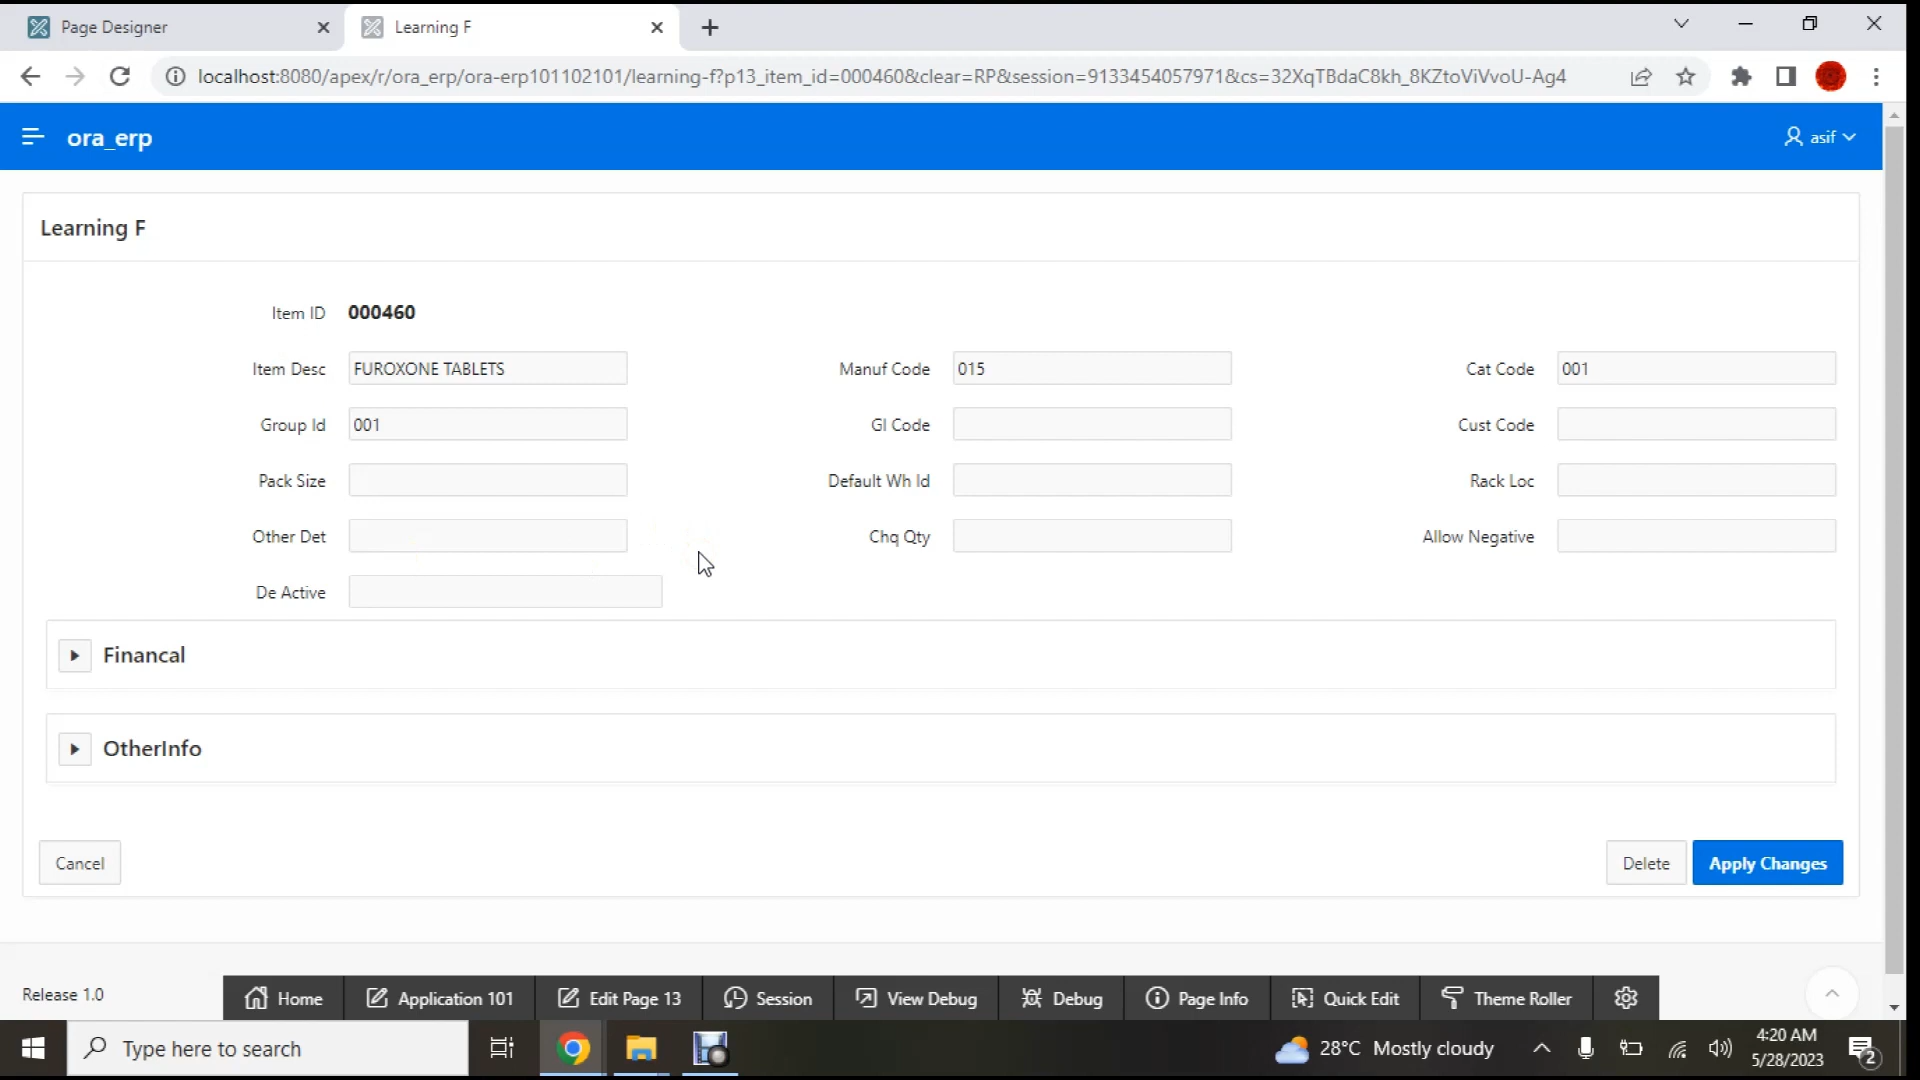 Page Designer
Learning F
localhost:8080/apex/r/ora_erp/ora-erp101102101/learning-f?p13_item_id=000460&clear=RP&session=9133454057971&cs=32XqTBdaC8kh_8KZtoViVvoU-Ag4
ora_erp
asif
Learning F
Item ID 000460
Item Desc FUROXONE TABLETS Manuf Code 015 Cat Code 001
Group Id 001 Gl Code Cust Code
Pack Size Default Wh Id Rack Loc
Other Det Chq Qty Allow Negative
De Active
Financal
OtherInfo
Cancel Delete Apply Changes
Release 1.0 Home Application 101 Edit Page 13 Session View Debug Debug Page Info Quick Edit Theme Roller
Type here to search 28°C Mostly cloudy 4:20 AM
5/28/2023 2